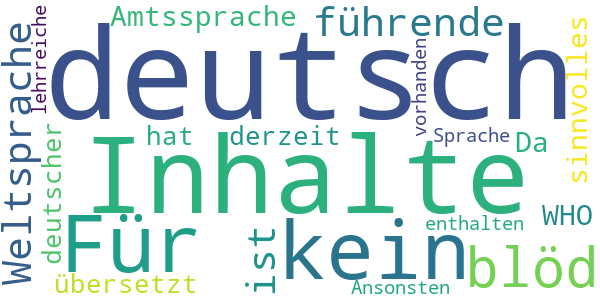 Amtssprache
führende
lehrreiche
Weltsprache
deutsch
vorhanden
sinnvolles
hat
derzeit
Sprache
Da
deutscher
Inhalte
Für
ist
kein
enthalten
WHO
blöd
übersetzt
Ansonsten